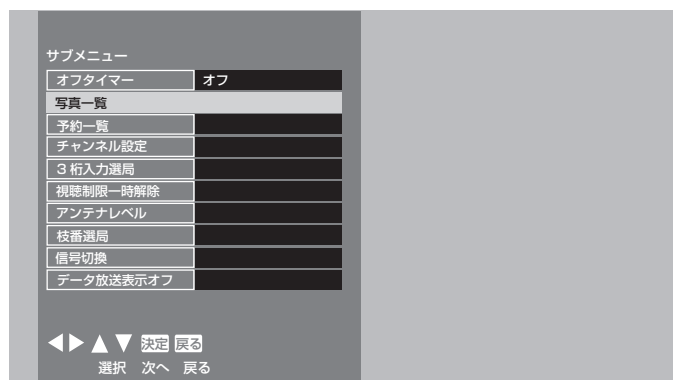 サブメニュー
オフタイマー オフ
写真一覧
予約一覧
チャンネル設定
3 桁入力選局
視聴制限一時解除
アンテナレベル
枝番選局
信号切換
データ放送表示オフ
決定 戻る
選択 次へ 戻る